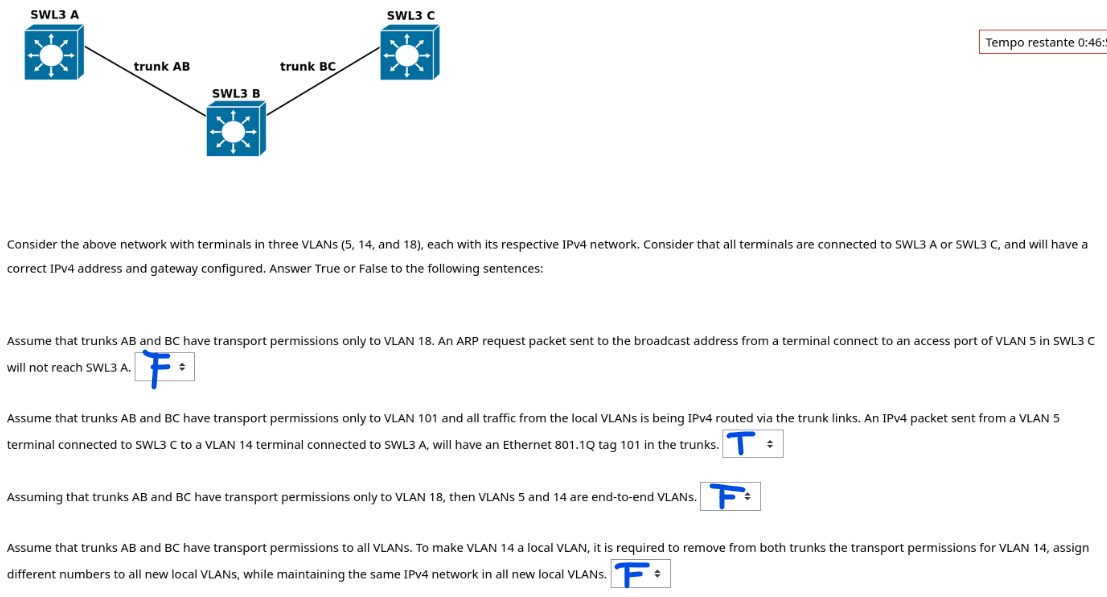 SWL3 A
SWL3 C
Tempo restante 0:46:
trunk AB
trunk BC
SWL3 B
Consider the above network with terminals in three VLANs (5, 14, and 18), each with its respective IPv4 network. Consider that all terminals are connected to SWL3 A or SWL3 C, and will have a
correct IPv4 address and gateway configured. Answer True or False to the following sentences:
Assume that trunks AB and BC have transport permissions only to VLAN 18. An ARP request packet sent to the broadcast address from a terminal connect to an access port of VLAN 5 in SWL3 C
will not reach SWL3 A. F
Assume that trunks AB and BC have transport permissions only to VLAN 101 and all traffic from the local VLANs is being IPv4 routed via the trunk links. An IPv4 packet sent from a VLAN 5
terminal connected to SWL3 C to a VLAN 14 terminal connected to SWL3 A, will have an Ethernet 801.1Q tag 101 in the trunks. T
Assuming that trunks AB and BC have transport permissions only to VLAN 18, then VLANs 5 and 14 are end-to-end VLANs. F
Assume that trunks AB and BC have transport permissions to all VLANs. To make VLAN 14 a local VLAN, it is required to remove from both trunks the transport permissions for VLAN 14, assign
different numbers to all new local VLANs, while maintaining the same IPv4 network in all new local VLANs. F